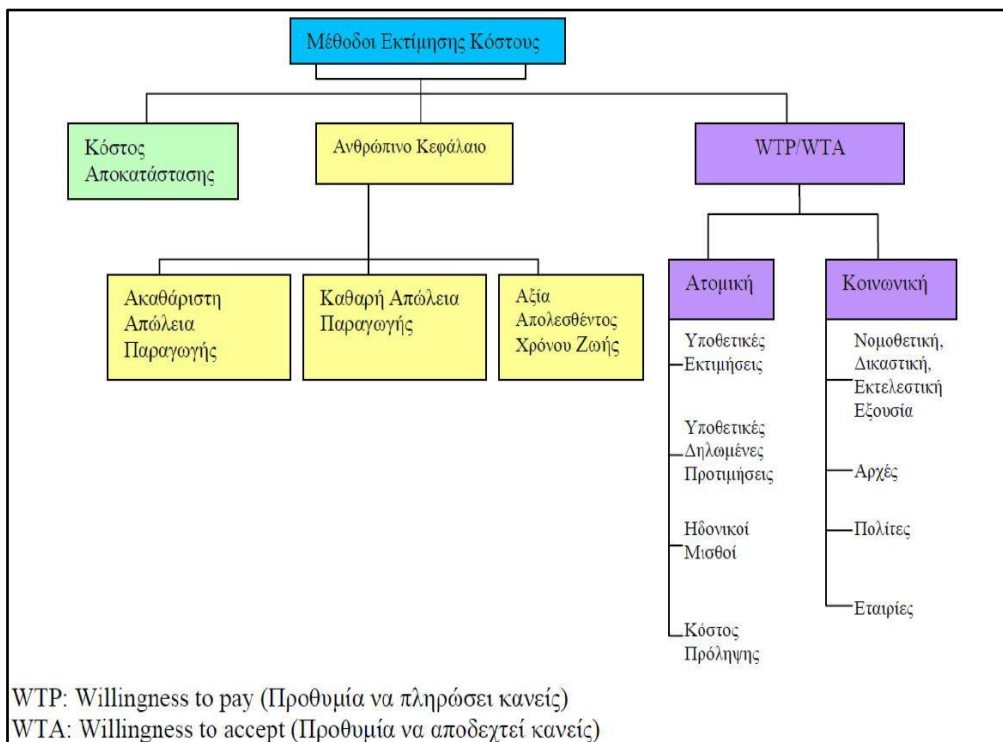 Μέθοδοι Εκτίμησης Κόστους
Κόστος
Αποκατάστασης
Ανθρώπινο Κεφάλαιο
WTP/WTA
Ακαθάριστη
Απώλεια
Παραγωγής
Καθαρή Απώλεια
Παραγωγής
Αξία
Απολεσθέντος
Χρόνου Ζωής
Ατομική
Υποθετικές
Εκτιμήσεις
Υποθετικές
Δηλωμένες
Προτιμήσεις
Ηδονικοί
Μισθοί
Κόστος
Πρόληψης
Κοινωνική
Νομοθετική,
Δικαστική,
Εκτελεστική
Εξουσία
Αρχές
Πολίτες
Εταιρίες
WTP: Willingness to pay (Προθυμία να πληρώσει κανείς)
WTA: Willingness to accept (Προθυμία να αποδεχτεί κανείς)